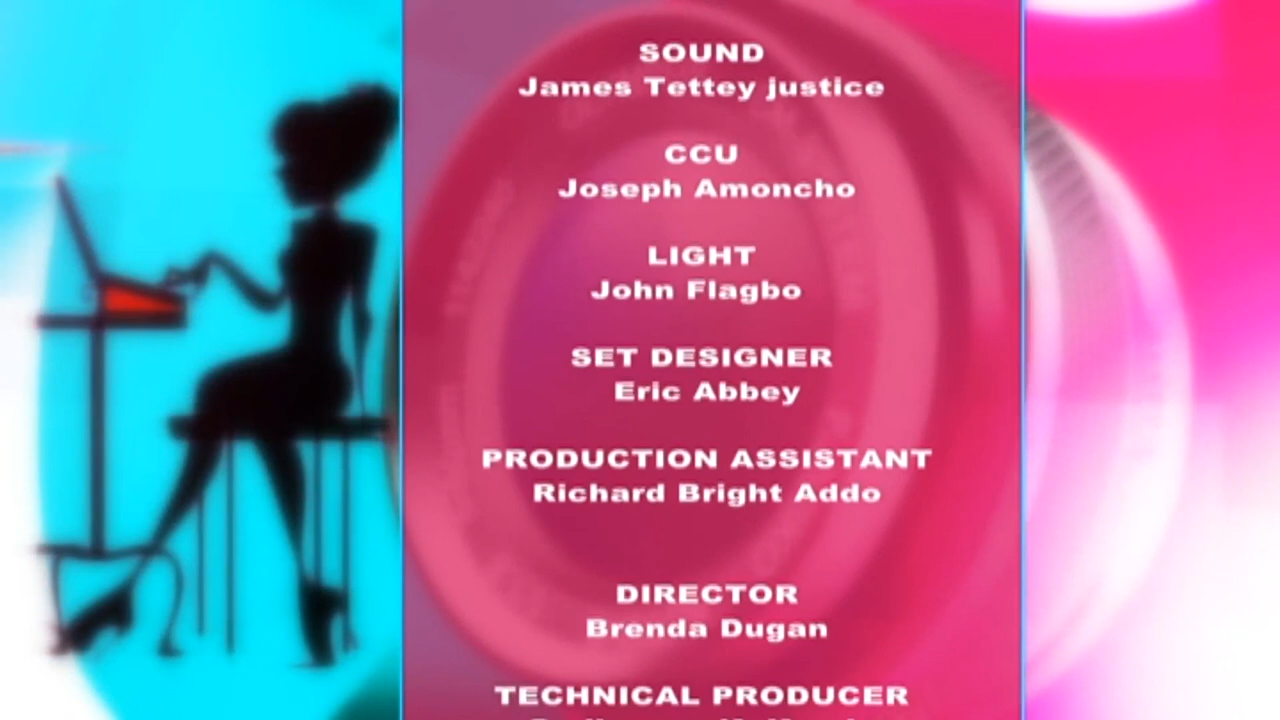 SOUND
James Tettey justice
CCU
Joseph Amoncho
LIGHT
John Flagbo
SET DESIGNER
Eric Abbey
PRODUCTION ASSISTANT
Richard Bright Addo
DIRECTOR
Brenda Dugan
TECHNICAL PRODUCER